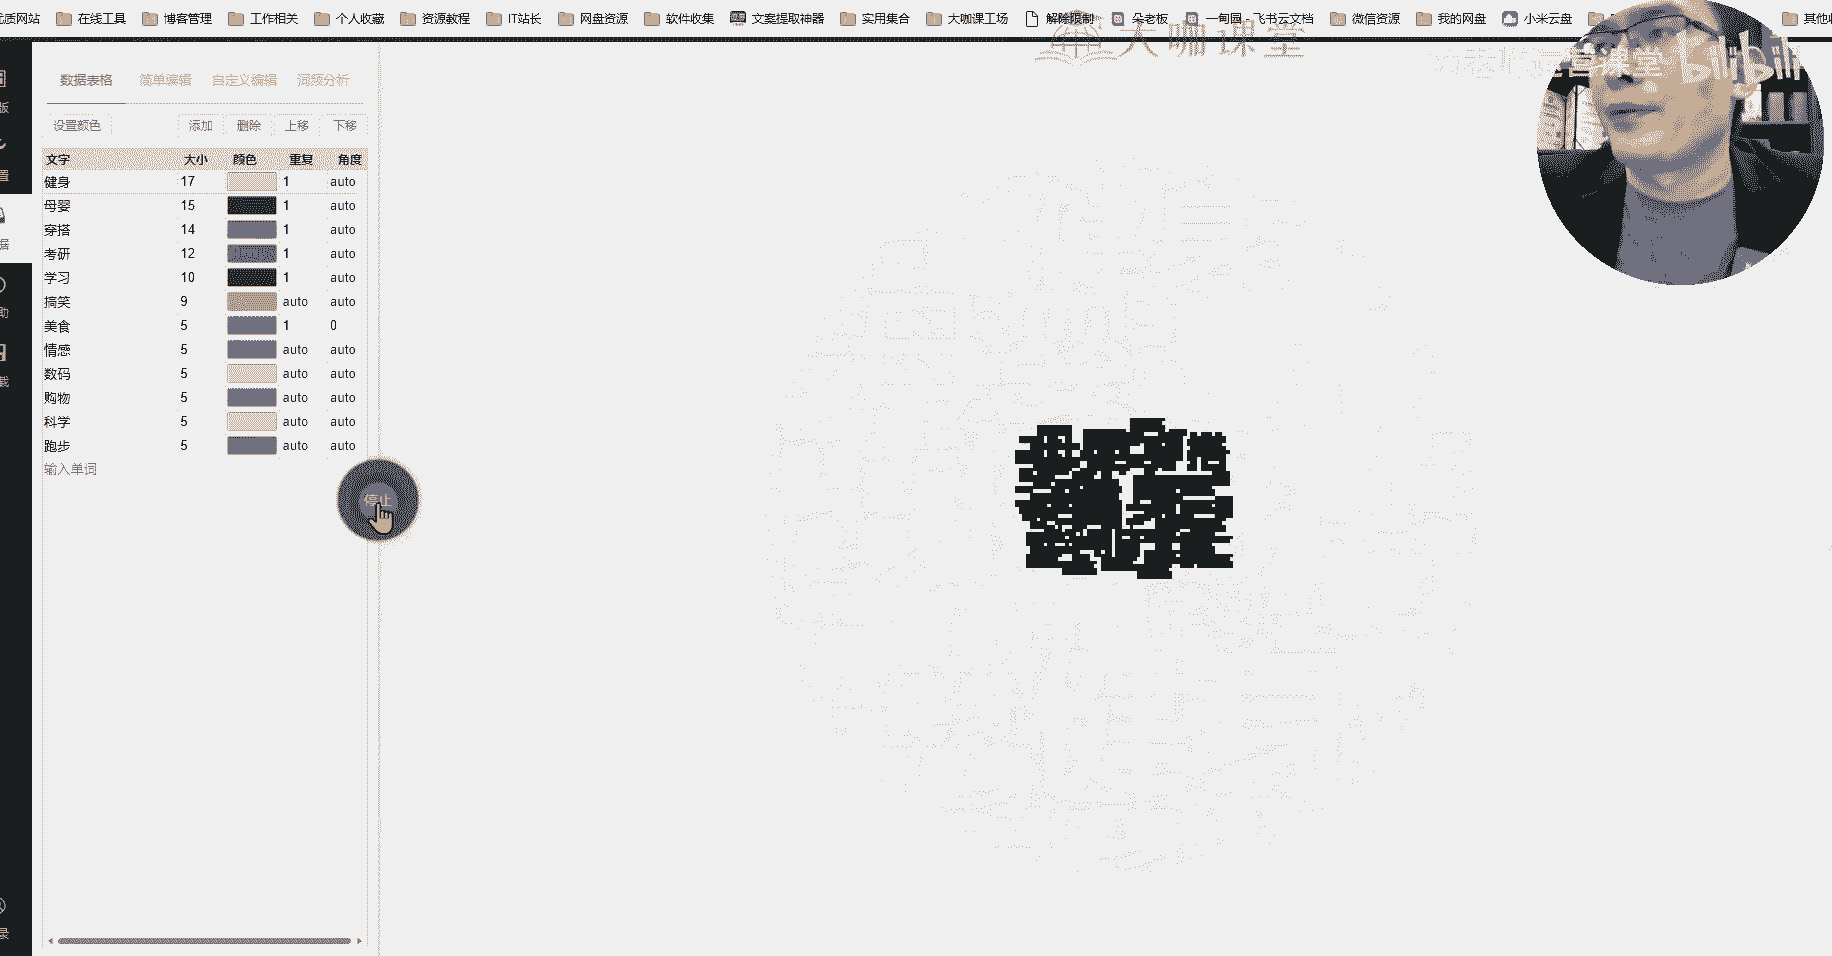 优质网站 在线工具 博客管理 工作相关 个人收藏 资源教程 IT站长 网盘资源 软件收集 文案提取神器 实用集合 大咖课工场 解除限制 朵老板 一甸园 - 飞书云文档 微信资源 我的网盘 小米云盘
大咖课堂
bilibili
数据表格 简单编辑 自定义编辑 词频分析
设置颜色 添加 删除 上移 下移
文字 大小 颜色 重复 角度
健身 17 1 auto
母婴 15 1 auto
穿搭 14 1 auto
考研 12 1 auto
学习 10 1 auto
搞笑 9 auto auto
美食 5 1 0
情感 5 auto auto
数码 5 auto auto
购物 5 auto auto
科学 5 auto auto
跑步 5 auto auto
输入单词
停止